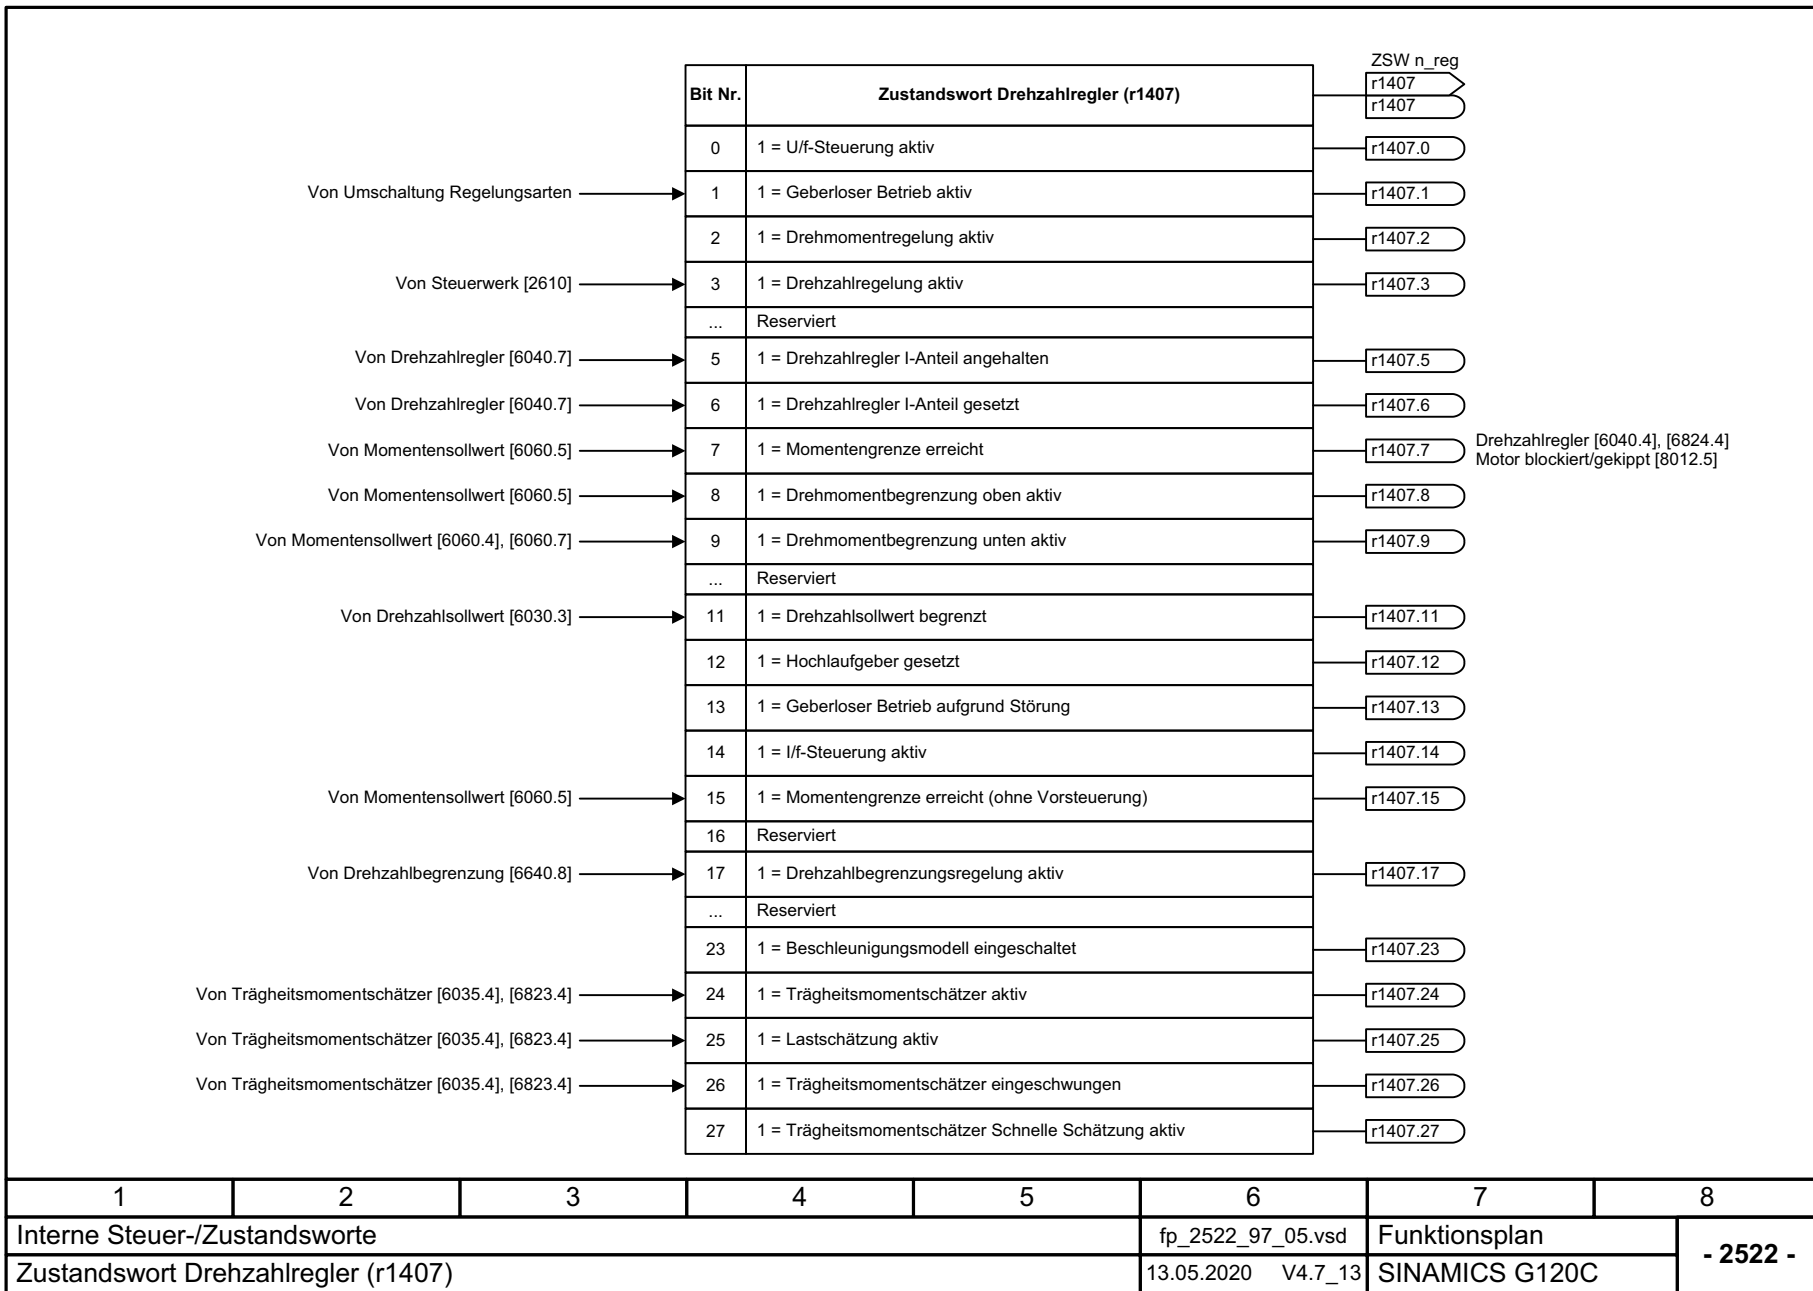 ZSW n_reg
Bit Nr. Zustandswort Drehzahlregler (r1407) r1407
r1407
0 1 = U/f-Steuerung aktiv r1407.0
Von Umschaltung Regelungsarten 1 1 = Geberloser Betrieb aktiv r1407.1
2 1 = Drehmomentregelung aktiv r1407.2
Von Steuerwerk [2610] 3 1 = Drehzahlregelung aktiv r1407.3
... Reserviert
Von Drehzahlregler [6040.7] 5 1 = Drehzahlregler I-Anteil angehalten r1407.5
Von Drehzahlregler [6040.7] 6 1 = Drehzahlregler I-Anteil gesetzt r1407.6
Von Momentensollwert [6060.5] 7 1 = Momentengrenze erreicht r1407.7 Drehzahlregler [6040.4], [6824.4]
Motor blockiert/gekippt [8012.5]
Von Momentensollwert [6060.5] 8 1 = Drehmomentbegrenzung oben aktiv r1407.8
Von Momentensollwert [6060.4], [6060.7] 9 1 = Drehmomentbegrenzung unten aktiv r1407.9
... Reserviert
Von Drehzahlsollwert [6030.3] 11 1 = Drehzahlsollwert begrenzt r1407.11
12 1 = Hochlaufgeber gesetzt r1407.12
13 1 = Geberloser Betrieb aufgrund Störung r1407.13
14 1 = I/f-Steuerung aktiv r1407.14
Von Momentensollwert [6060.5] 15 1 = Momentengrenze erreicht (ohne Vorsteuerung) r1407.15
16 Reserviert
Von Drehzahlbegrenzung [6640.8] 17 1 = Drehzahlbegrenzungsregelung aktiv r1407.17
... Reserviert
23 1 = Beschleunigungsmodell eingeschaltet r1407.23
Von Trägheitsmomentschätzer [6035.4], [6823.4] 24 1 = Trägheitsmomentschätzer aktiv r1407.24
Von Trägheitsmomentschätzer [6035.4], [6823.4] 25 1 = Lastschätzung aktiv r1407.25
Von Trägheitsmomentschätzer [6035.4], [6823.4] 26 1 = Trägheitsmomentschätzer eingeschwungen r1407.26
27 1 = Trägheitsmomentschätzer Schnelle Schätzung aktiv r1407.27
1 2 3 4 5 6 7 8
Interne Steuer-/Zustandsworte fp_2522_97_05.vsd Funktionsplan - 2522 -
Zustandswort Drehzahlregler (r1407) 13.05.2020 V4.7_13 SINAMICS G120C